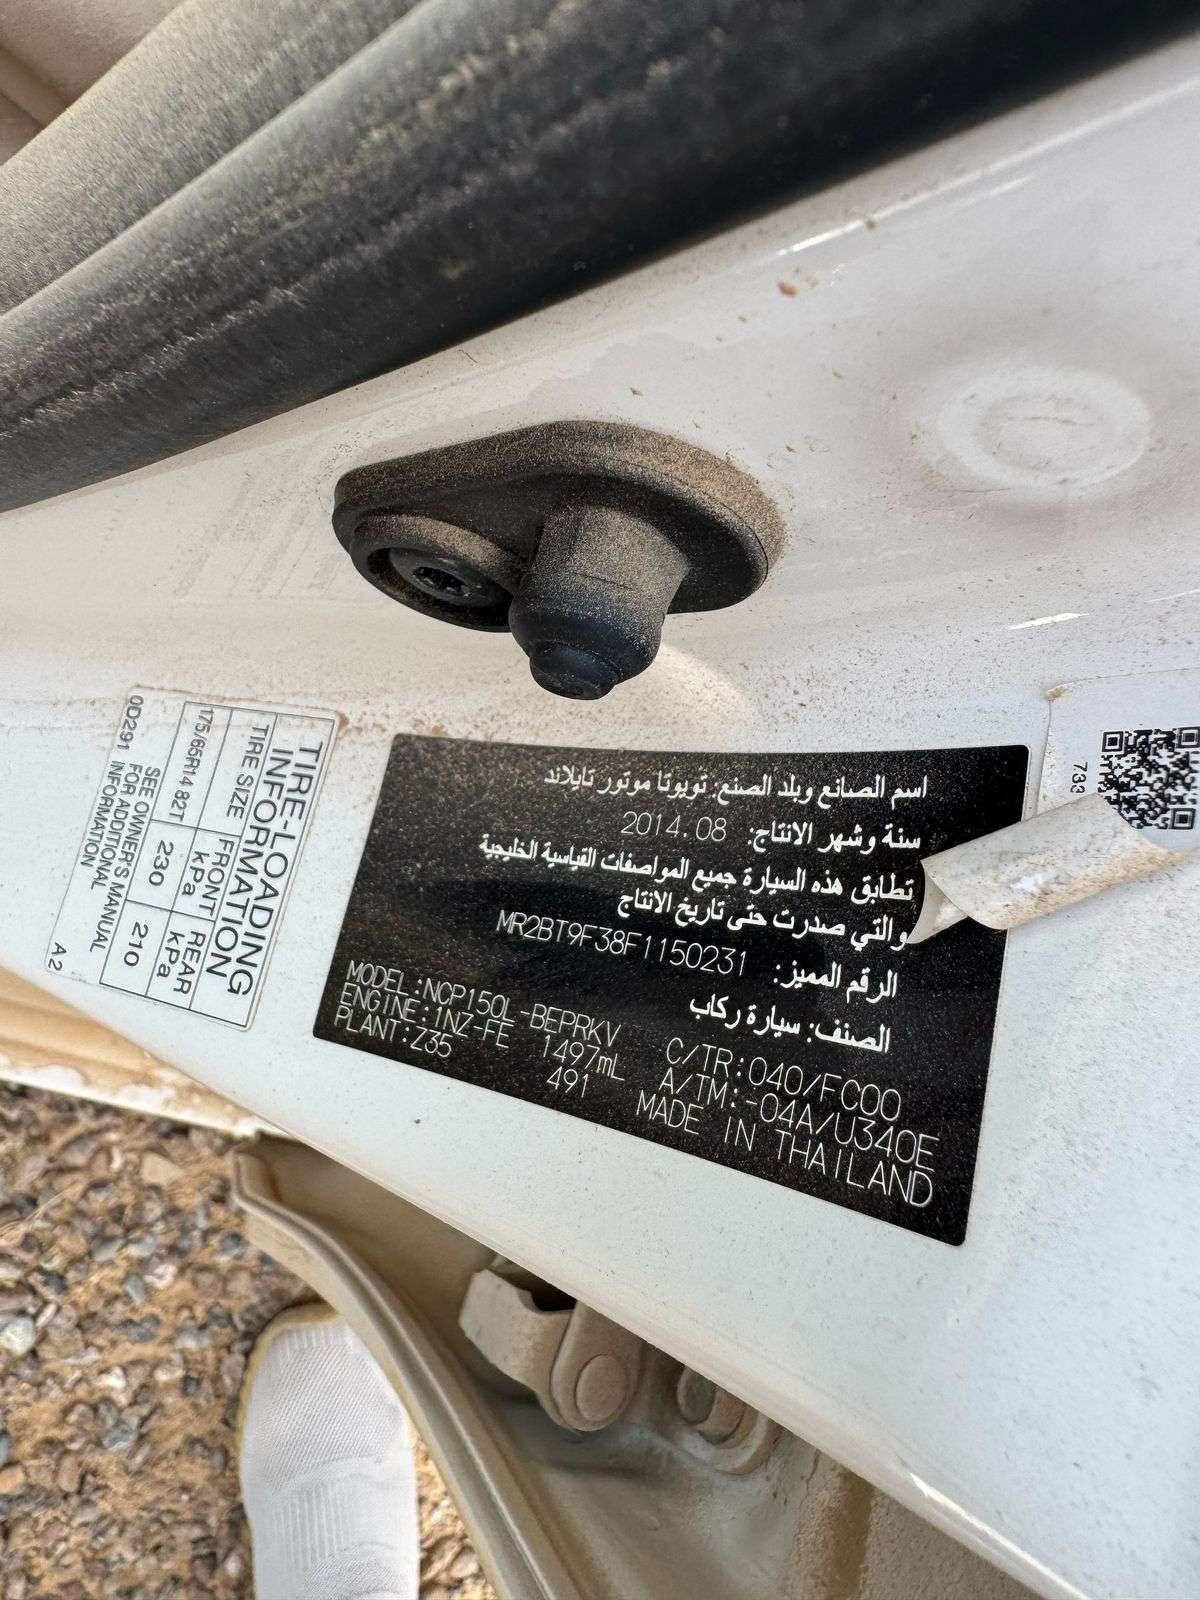 اسم الصانع وبلد الصنع: تويوتا موتور تايلاند
سنة وشهر الانتاج: 2014.08
تطابق هذه السيارة جميع المواصفات القياسية الخليجية
والتي صدرت حتى تاريخ الانتاج
الرقم المميز: MR2BT9F38F1150231
الصنف: سيارة ركاب
MODEL:NCP150L-BEPRKV C/TR:040/FC00
ENGINE:1NZ-FE 1497mL A/TM:-04A/U340E
PLANT:Z35 491 MADE IN THAILAND
TIRE-LOADING
INFORMATION
TIRE SIZE FRONT kPa REAR kPa
175/65R14 82T 230 210
SEE OWNER'S MANUAL
FOR ADDITIONAL
INFORMATION
0D291 A2
733